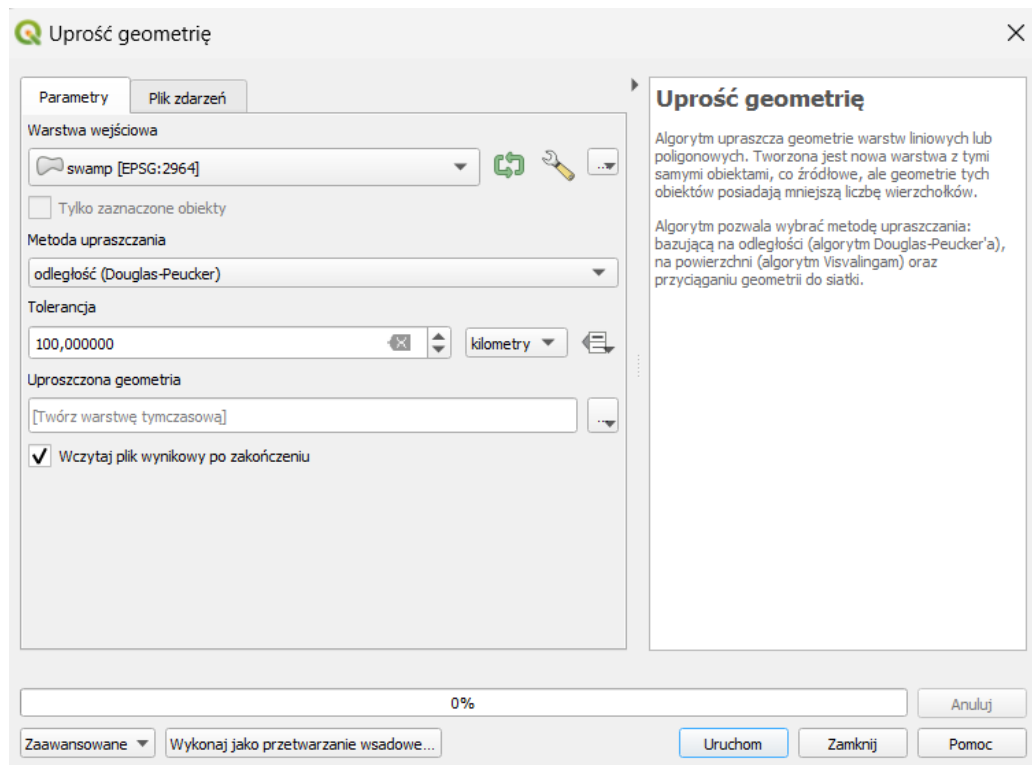 Uprość geometrię
Parametry
Plik zdarzeń
Warstwa wejściowa
swamp [EPSG:2964]
Tylko zaznaczone obiekty
Metoda upraszczania
odległość (Douglas-Peucker)
Tolerancja
100,000000
kilometry
Uproszczona geometria
[Twórz warstwę tymczasową]
Wczytaj plik wynikowy po zakończeniu
Uprość geometrię
Algorytm upraszcza geometrie warstw liniowych lub
poligonowych. Tworzona jest nowa warstwa z tymi
samymi obiektami, co źródłowe, ale geometrie tych
obiektów posiadają mniejszą liczbę wierzchołków.
Algorytm pozwala wybrać metodę upraszczania:
bazującą na odległości (algorytm Douglas-Peucker'a),
na powierzchni (algorytm Visvalingam) oraz
przyciąganiu geometrii do siatki.
0%
Anuluj
Zaawansowane
Wykonaj jako przetwarzanie wsadowe...
Uruchom
Zamknij
Pomoc